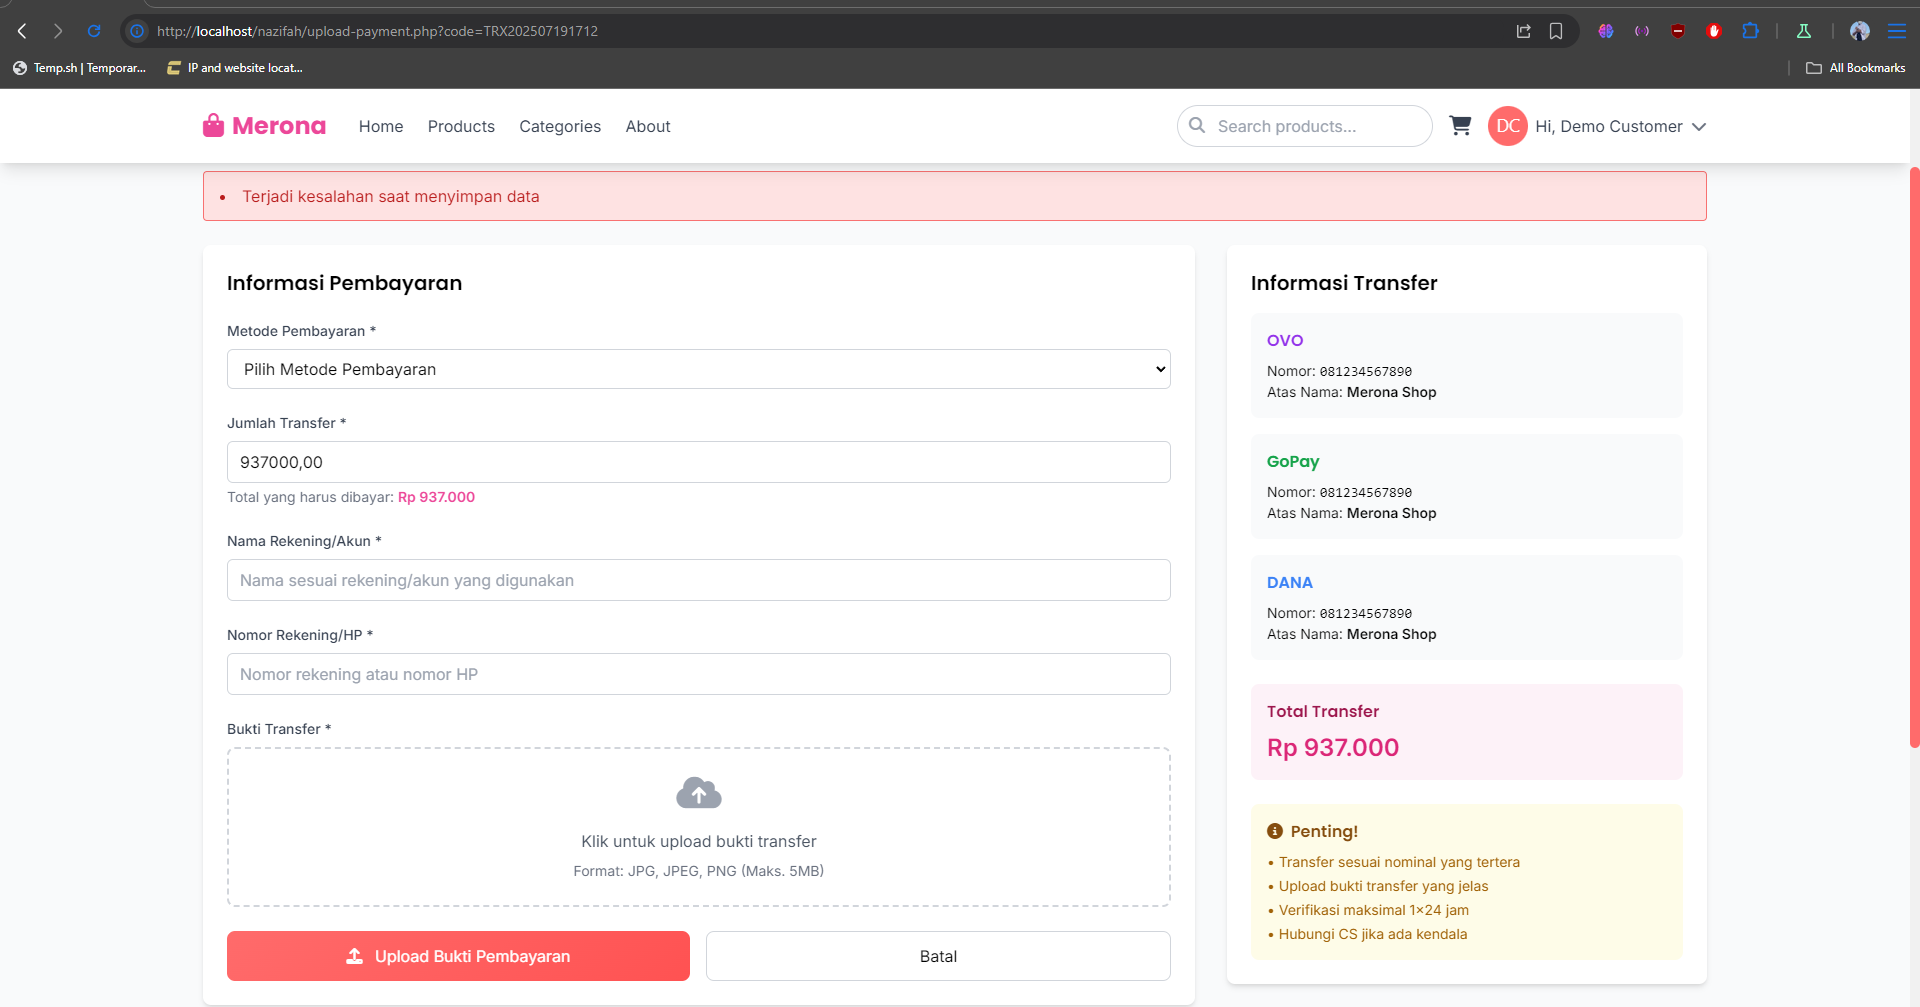 http://localhost/nazifah/upload-payment.php?code=TRX202507191712
Temp.sh | Temporar...
IP and website locat...
All Bookmarks
Merona
Home
Products
Categories
About
Search products...
DC
Hi, Demo Customer
• Terjadi kesalahan saat menyimpan data
Informasi Pembayaran
Metode Pembayaran *
Pilih Metode Pembayaran
Jumlah Transfer *
937000,00
Total yang harus dibayar: Rp 937.000
Nama Rekening/Akun *
Nama sesuai rekening/akun yang digunakan
Nomor Rekening/HP *
Nomor rekening atau nomor HP
Bukti Transfer *
Klik untuk upload bukti transfer
Format: JPG, JPEG, PNG (Maks. 5MB)
Upload Bukti Pembayaran
Batal
Informasi Transfer
OVO
Nomor: 081234567890
Atas Nama: Merona Shop
GoPay
Nomor: 081234567890
Atas Nama: Merona Shop
DANA
Nomor: 081234567890
Atas Nama: Merona Shop
Total Transfer
Rp 937.000
Penting!
• Transfer sesuai nominal yang tertera
• Upload bukti transfer yang jelas
• Verifikasi maksimal 1×24 jam
• Hubungi CS jika ada kendala